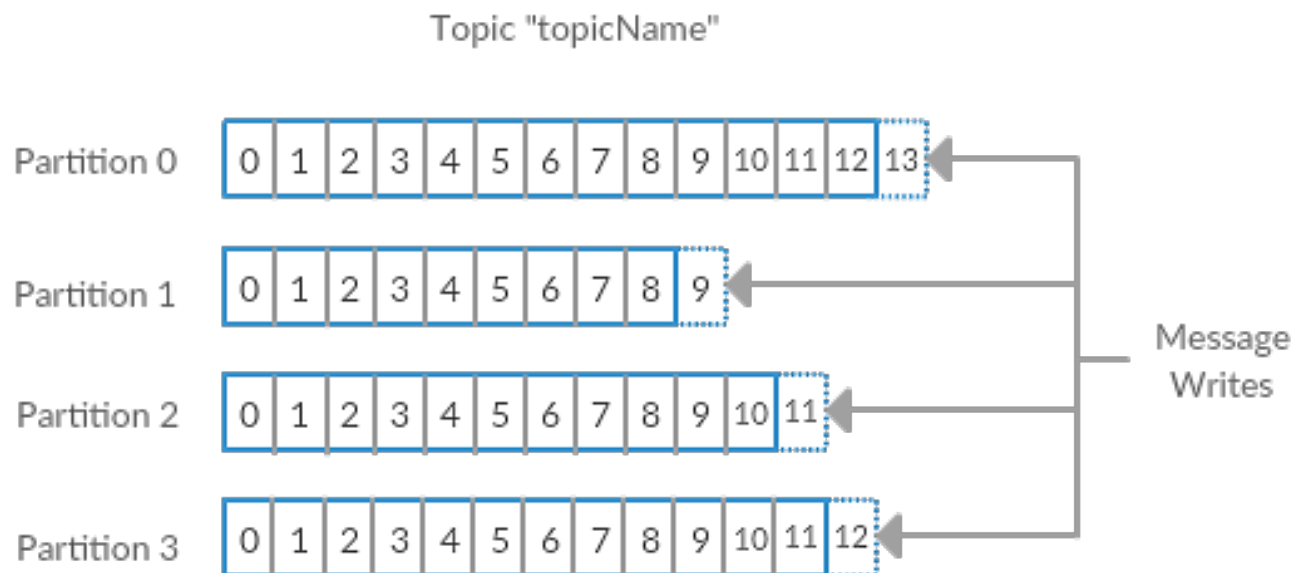 Topic "topicName"
Partition 0 0 1 2 3 4 5 6 7 8 9 10 11 12 13
Partition 1 0 1 2 3 4 5 6 7 8 9
Partition 2 0 1 2 3 4 5 6 7 8 9 10 11
Partition 3 0 1 2 3 4 5 6 7 8 9 10 11 12
Message
Writes